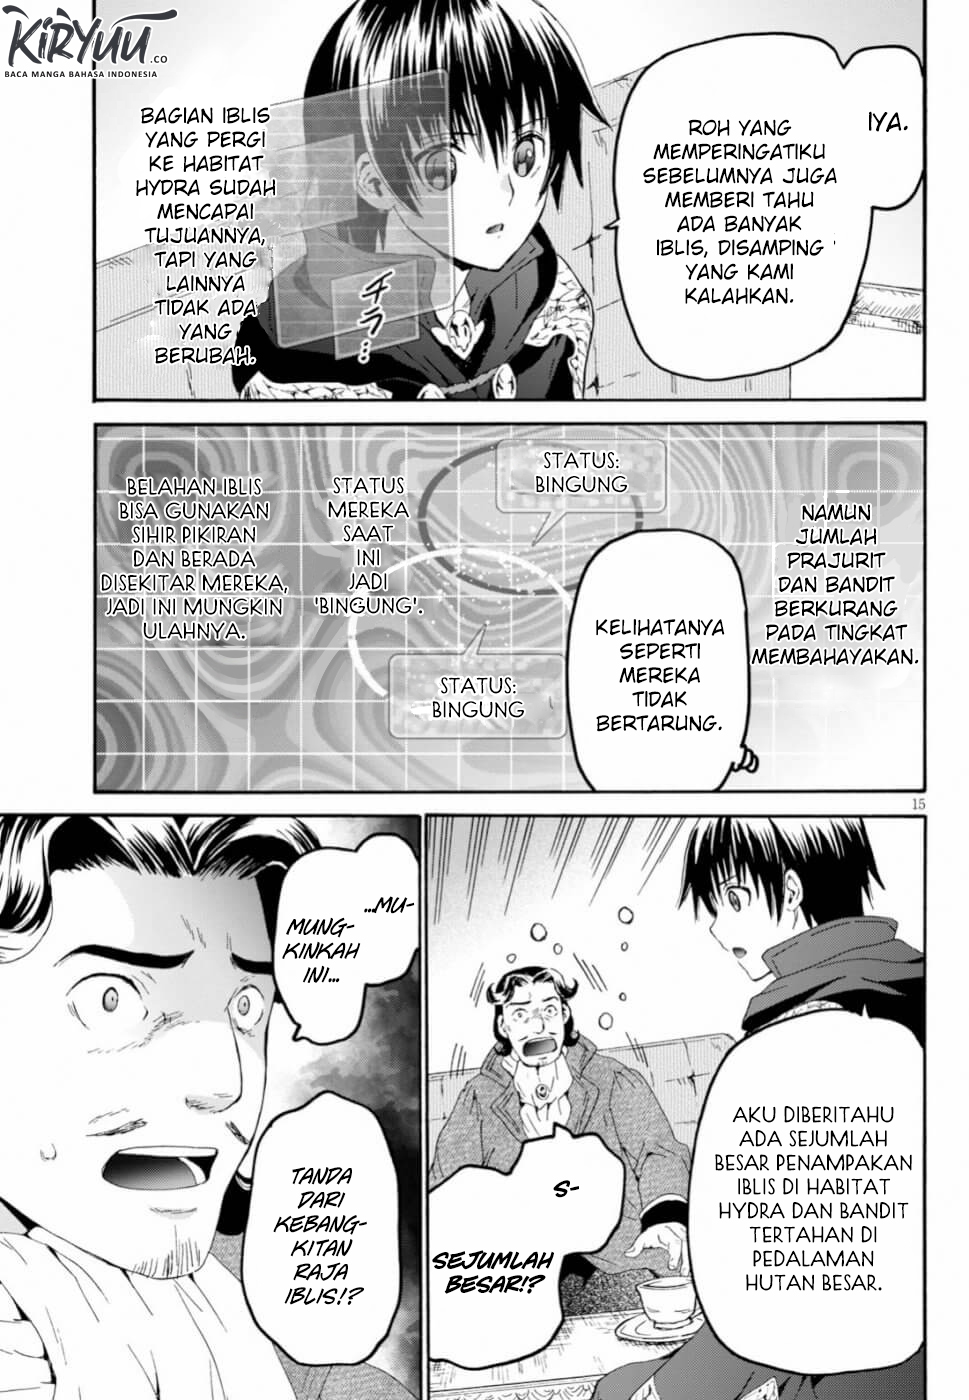 KiRYUU.co
BACA MANGA BAHASA INDONESIA
IYA.
ROH YANG
MEMPERINGATIKU
SEBELUMNYA JUGA
MEMBERI TAHU
ADA BANYAK
IBLIS, DISAMPING
YANG KAMI
KALAHKAN.
チラ…
BAGIAN IBLIS
YANG PERGI
KE HABITAT
HYDRA SUDAH
MENCAPAI
TUJUANNYA,
TAPI YANG
LAINNYA
TIDAK ADA
YANG
BERUBAH.
NAMUN
JUMLAH
PRAJURIT
DAN BANDIT
BERKURANG
PADA TINGKAT
MEMBAHAYAKAN.
STATUS:
BINGUNG
KELIHATANYA
SEPERTI
MEREKA
TIDAK
BERTARUNG.
STATUS:
BINGUNG
STATUS
MEREKA
SAAT
INI
JADI
'BINGUNG'.
BELAHAN IBLIS
BISA GUNAKAN
SIHIR PIKIRAN
DAN BERADA
DISEKITAR MEREKA,
JADI INI MUNGKIN
ULAHNYA.
15
AKU DIBERITAHU
ADA SEJUMLAH
BESAR PENAMPAKAN
IBLIS DI HABITAT
HYDRA DAN BANDIT
TERTAHAN DI
PEDALAMAN
HUTAN BESAR.
S-
SEJUMLAH
BESAR!?
...MU-
MUNG-
KINKAH
INI...
TANDA
DARI
KEBANG-
KITAN
RAJA
IBLIS!?